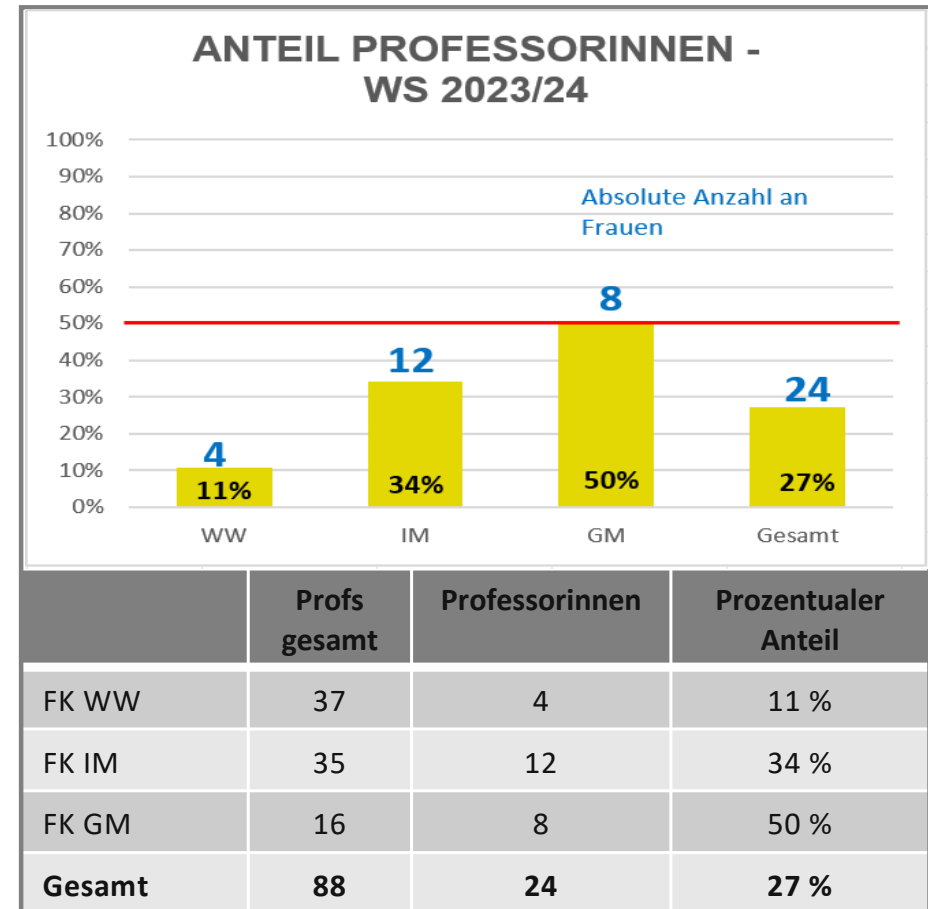 ANTEIL PROFESSORINNEN -
WS 2023/24
100%
90%
80%
70%
60%
50%
40%
30%
20%
10%
0%
Absolute Anzahl an
Frauen
4
12
8
24
11%
34%
50%
27%
WW
IM
GM
Gesamt
Profs gesamt Professorinnen Prozentualer Anteil
FK WW 37 4 11 %
FK IM 35 12 34 %
FK GM 16 8 50 %
Gesamt 88 24 27 %